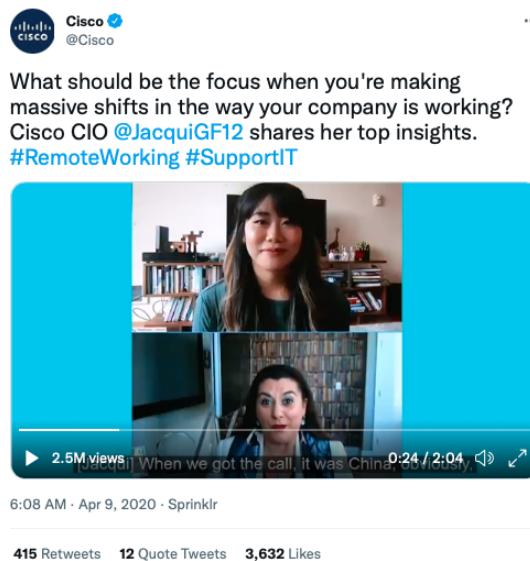 CISCO
Cisco
@Cisco
What should be the focus when you're making
massive shifts in the way your company is working?
Cisco CIO @JacquiGF12 shares her top insights.
#RemoteWorking #SupportIT
2.5M views
0:24 / 2:04
[Jacqui] When we got the call, it was China, obviously,
6:08 AM · Apr 9, 2020 · Sprinklr
415 Retweets 12 Quote Tweets 3,632 Likes